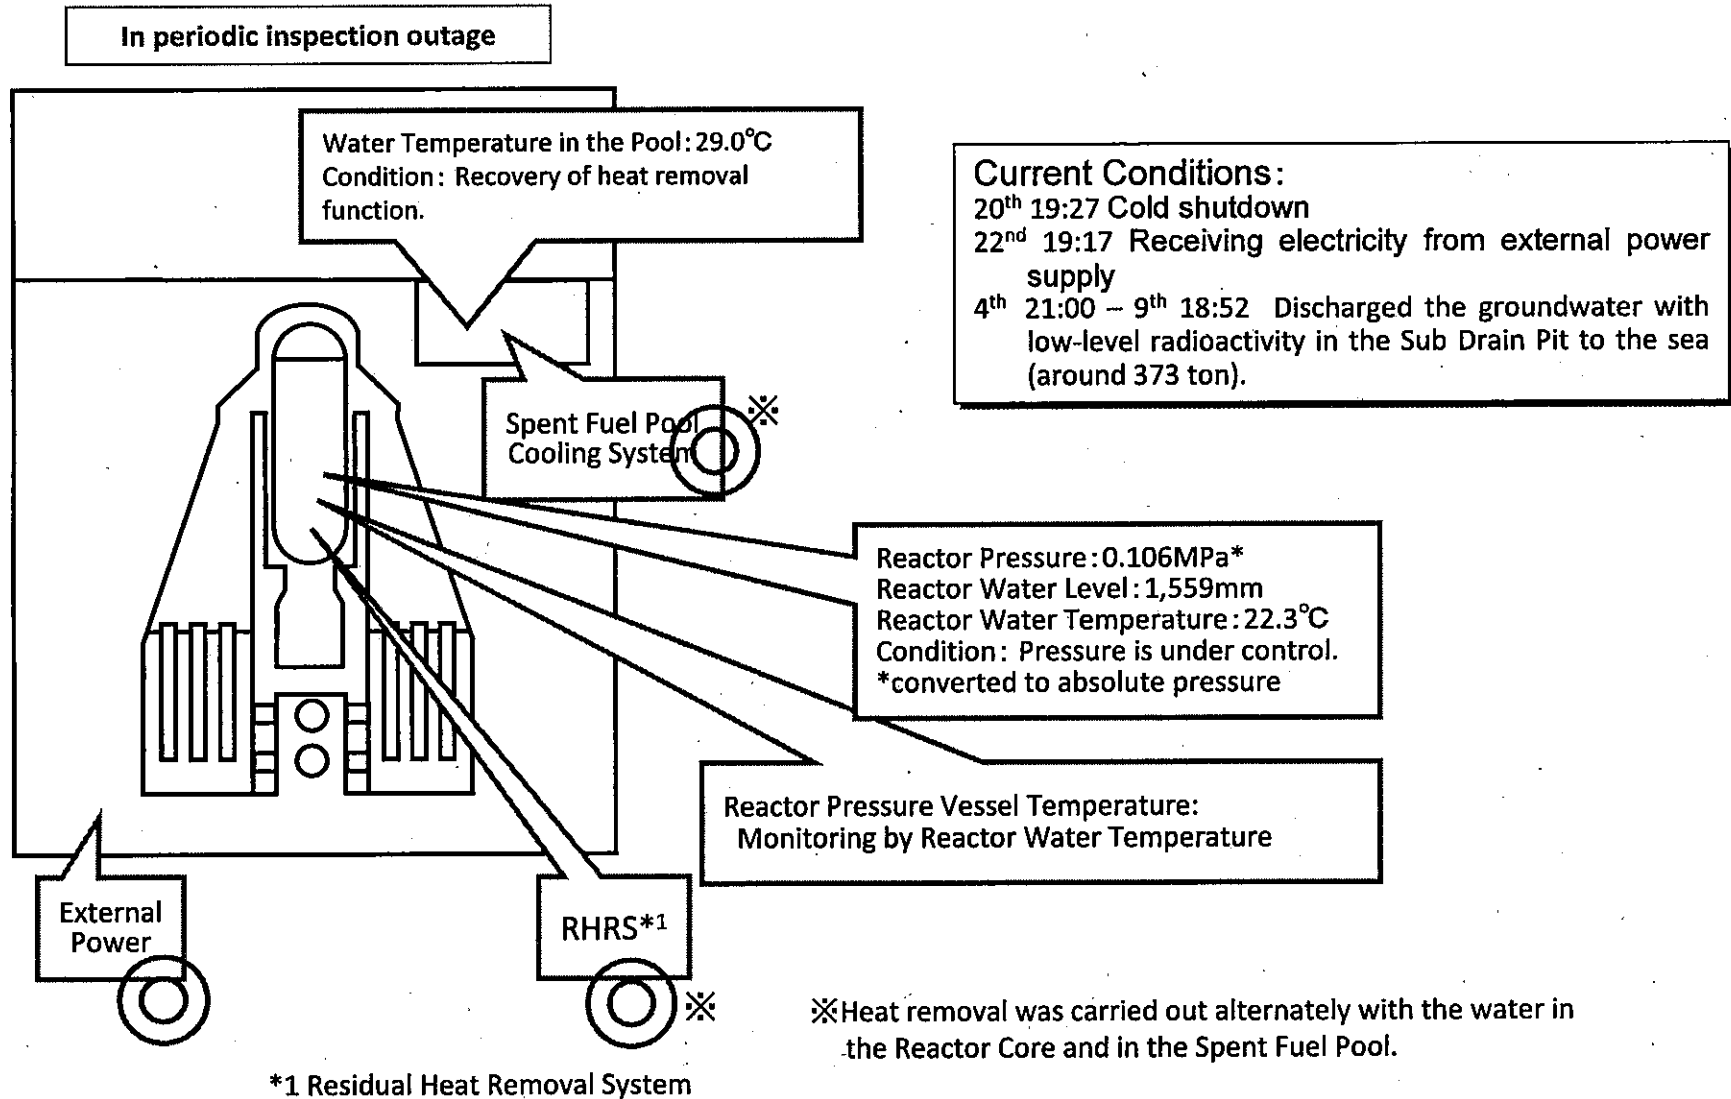 In periodic inspection outage
Water Temperature in the Pool: 29.0℃
Condition: Recovery of heat removal
function.
Current Conditions:
20th 19:27 Cold shutdown
22nd 19:17 Receiving electricity from external power
supply
4th 21:00 – 9th 18:52 Discharged the groundwater with
low-level radioactivity in the Sub Drain Pit to the sea
(around 373 ton).
Spent Fuel Pool
Cooling System
※
Reactor Pressure: 0.106MPa*
Reactor Water Level: 1,559mm
Reactor Water Temperature: 22.3℃
Condition: Pressure is under control.
*converted to absolute pressure
Reactor Pressure Vessel Temperature:
Monitoring by Reactor Water Temperature
External
Power
RHRS*1
※
※Heat removal was carried out alternately with the water in
the Reactor Core and in the Spent Fuel Pool.
*1 Residual Heat Removal System